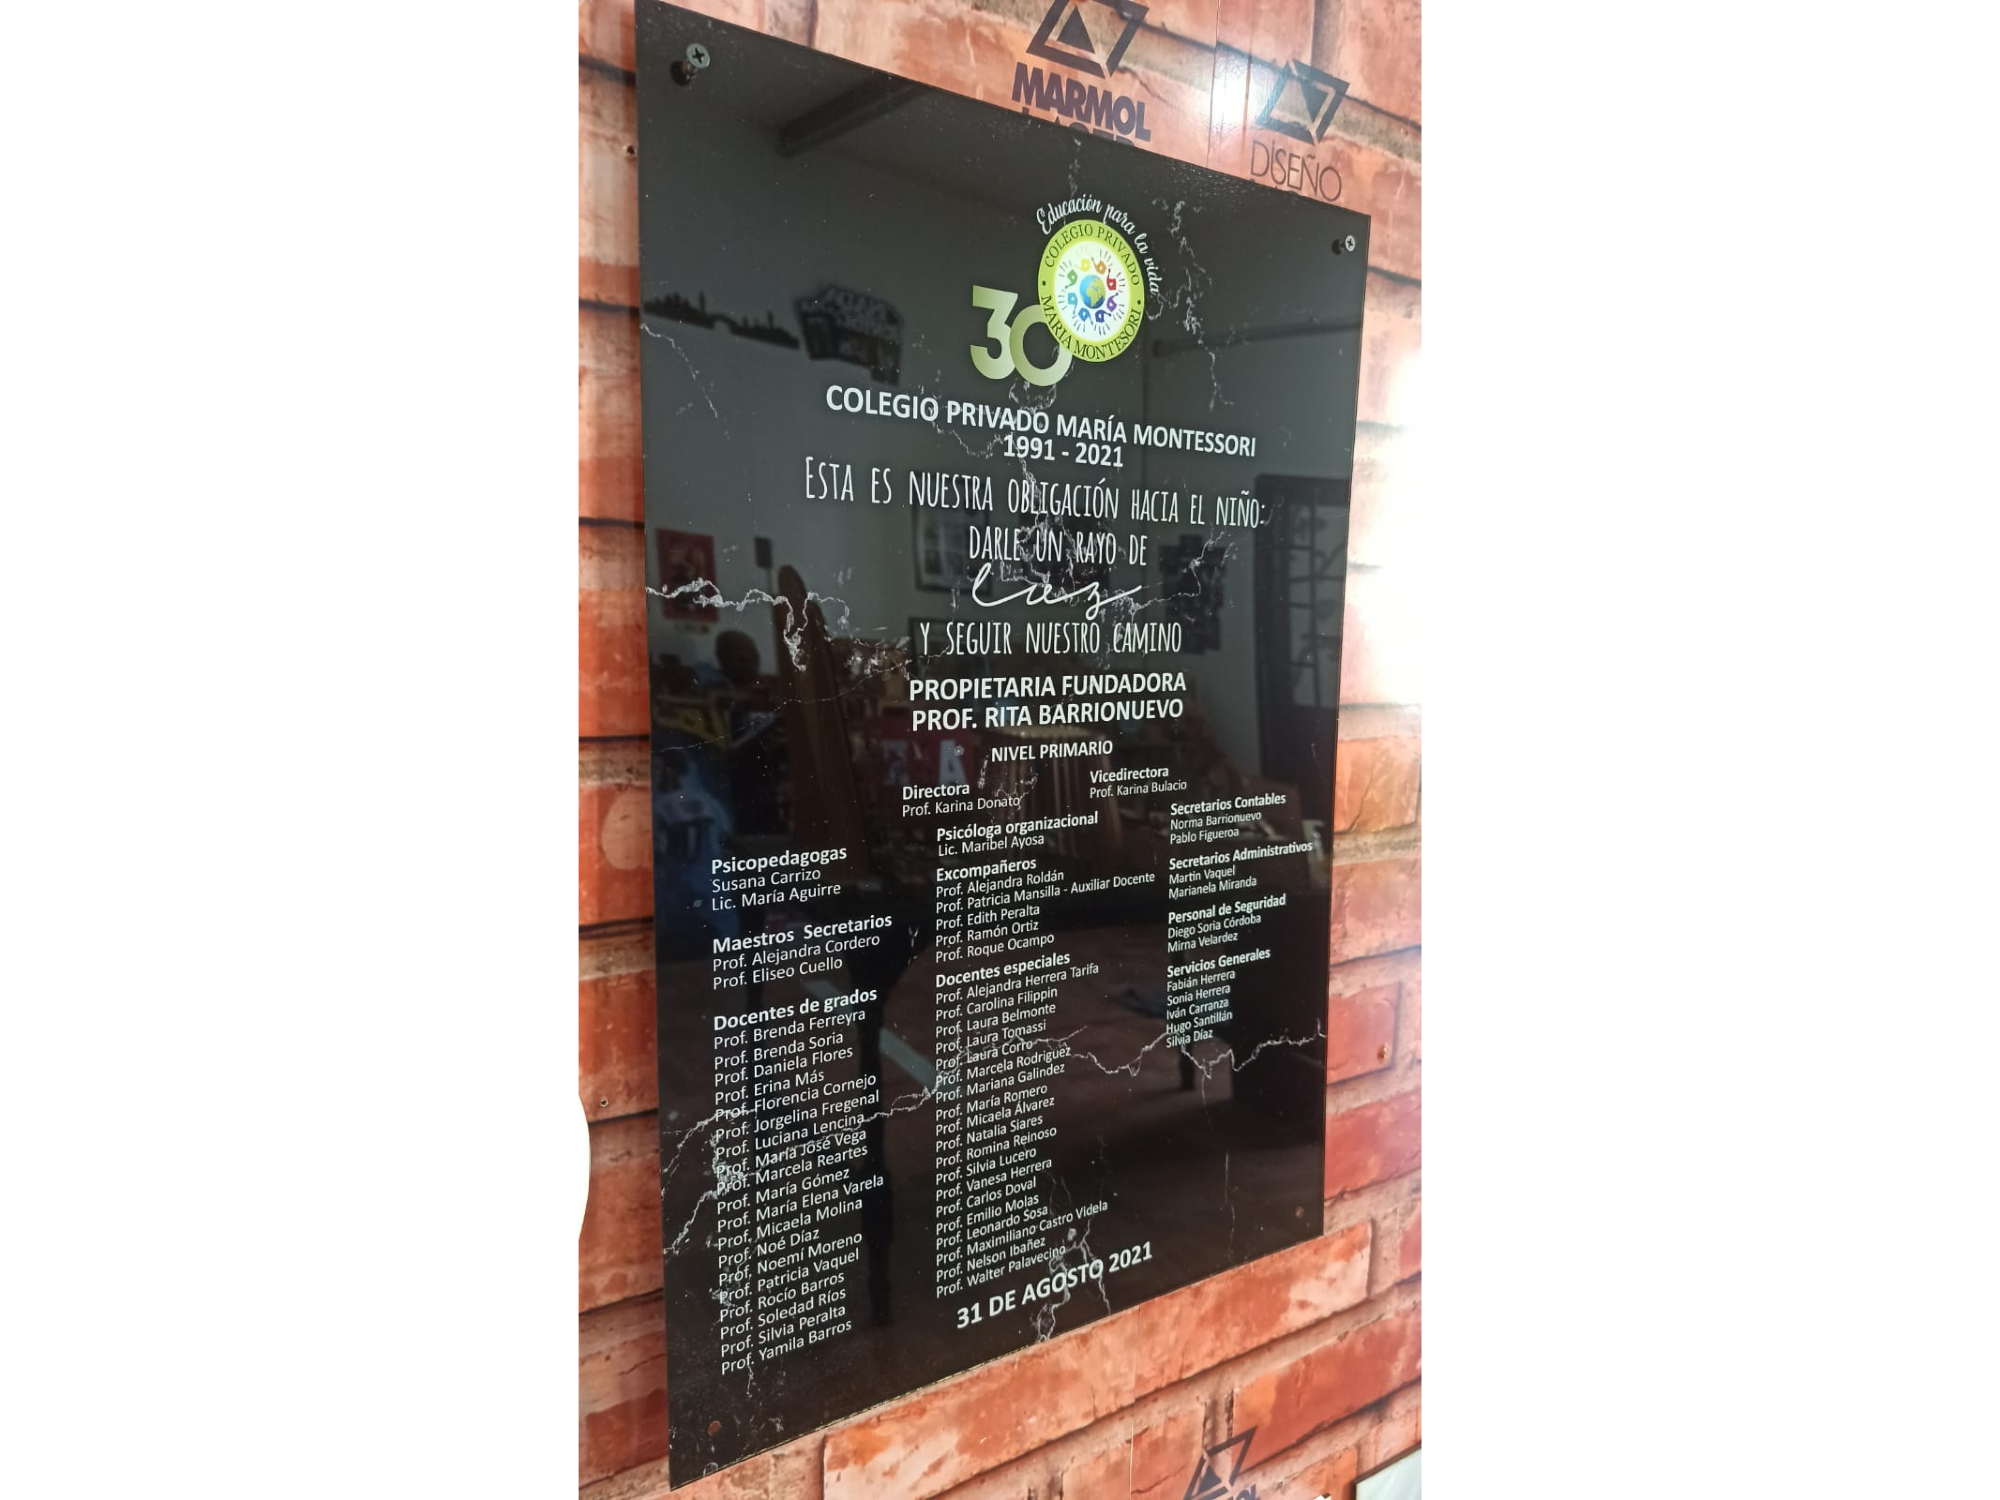 MARMOL
DISEÑO
Educación para la vida
COLEGIO PRIVADO
MARIA MONTESORI
30
COLEGIO PRIVADO MARÍA MONTESSORI
1991 - 2021
ESTA ES NUESTRA OBLIGACIÓN HACIA EL NIÑO:
DARLE UN RAYO DE
luz
Y SEGUIR NUESTRO CAMINO
PROPIETARIA FUNDADORA
PROF. RITA BARRIONUEVO
NIVEL PRIMARIO
Directora
Prof. Karina Donato
Vicedirectora
Prof. Karina Bulacio
Psicopedagogas
Susana Carrizo
Lic. María Aguirre
Maestros Secretarios
Prof. Alejandra Cordero
Prof. Eliseo Cuello
Docentes de grados
Prof. Brenda Ferreyra
Prof. Brenda Soria
Prof. Daniela Flores
Prof. Erina Más
Prof. Florencia Cornejo
Prof. Jorgelina Fregenal
Prof. Luciana Lencina
Prof. María José Vega
Prof. Marcela Reartes
Prof. María Gómez
Prof. María Elena Varela
Prof. Micaela Molina
Prof. Noé Díaz
Prof. Noemí Moreno
Prof. Patricia Vaquel
Prof. Rocío Barros
Prof. Soledad Ríos
Prof. Silvia Peralta
Prof. Yamila Barros
Psicóloga organizacional
Lic. Maribel Ayosa
Excompañeros
Prof. Alejandra Roldán
Prof. Patricia Mansilla - Auxiliar Docente
Prof. Edith Peralta
Prof. Ramón Ortiz
Prof. Roque Ocampo
Docentes especiales
Prof. Alejandra Herrera Tarifa
Prof. Carolina Filippin
Prof. Laura Belmonte
Prof. Laura Tomassi
Prof. Laura Corro
Prof. Marcela Rodriguez
Prof. Mariana Galindez
Prof. María Romero
Prof. Micaela Álvarez
Prof. Natalia Siares
Prof. Romina Reinoso
Prof. Silvia Lucero
Prof. Vanesa Herrera
Prof. Carlos Doval
Prof. Emilio Molas
Prof. Leonardo Sosa
Prof. Maximiliano Castro Videla
Prof. Nelson Ibañez
Prof. Walter Palavecino
Secretarios Contables
Norma Barrionuevo
Pablo Figueroa
Secretarios Administrativos
Martin Vaquel
Marianela Miranda
Personal de Seguridad
Diego Soria Córdoba
Mirna Velardez
Servicios Generales
Fabián Herrera
Sonia Herrera
Iván Carranza
Hugo Santillán
Silvia Díaz
31 DE AGOSTO 2021